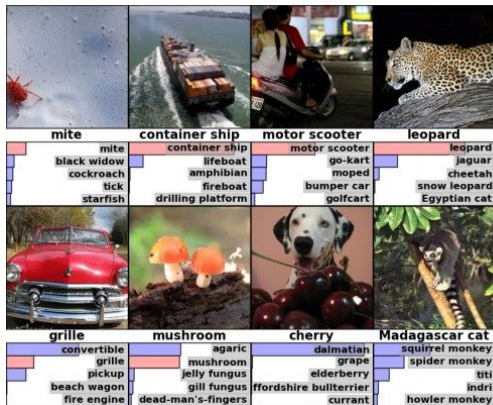 mite container ship motor scooter leopard
mite container ship motor scooter leopard
black widow lifeboat go-kart jaguar
cockroach amphibian moped cheetah
tick fireboat bumper car snow leopard
starfish drilling platform golfcart Egyptian cat
grille mushroom cherry Madagascar cat
convertible agaric dalmatian squirrel monkey
grille mushroom grape spider monkey
pickup jelly fungus elderberry titi
beach wagon gill fungus ffordshire bullterrier indri
fire engine dead-man's-fingers currant howler monkey